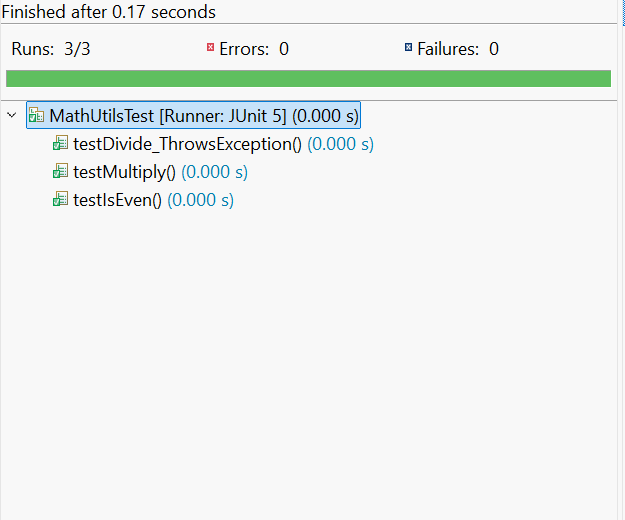 Finished after 0.17 seconds
Runs: 3/3 Errors: 0 Failures: 0
MathUtilsTest [Runner: JUnit 5] (0.000 s)
testDivide_ThrowsException() (0.000 s)
testMultiply() (0.000 s)
testIsEven() (0.000 s)